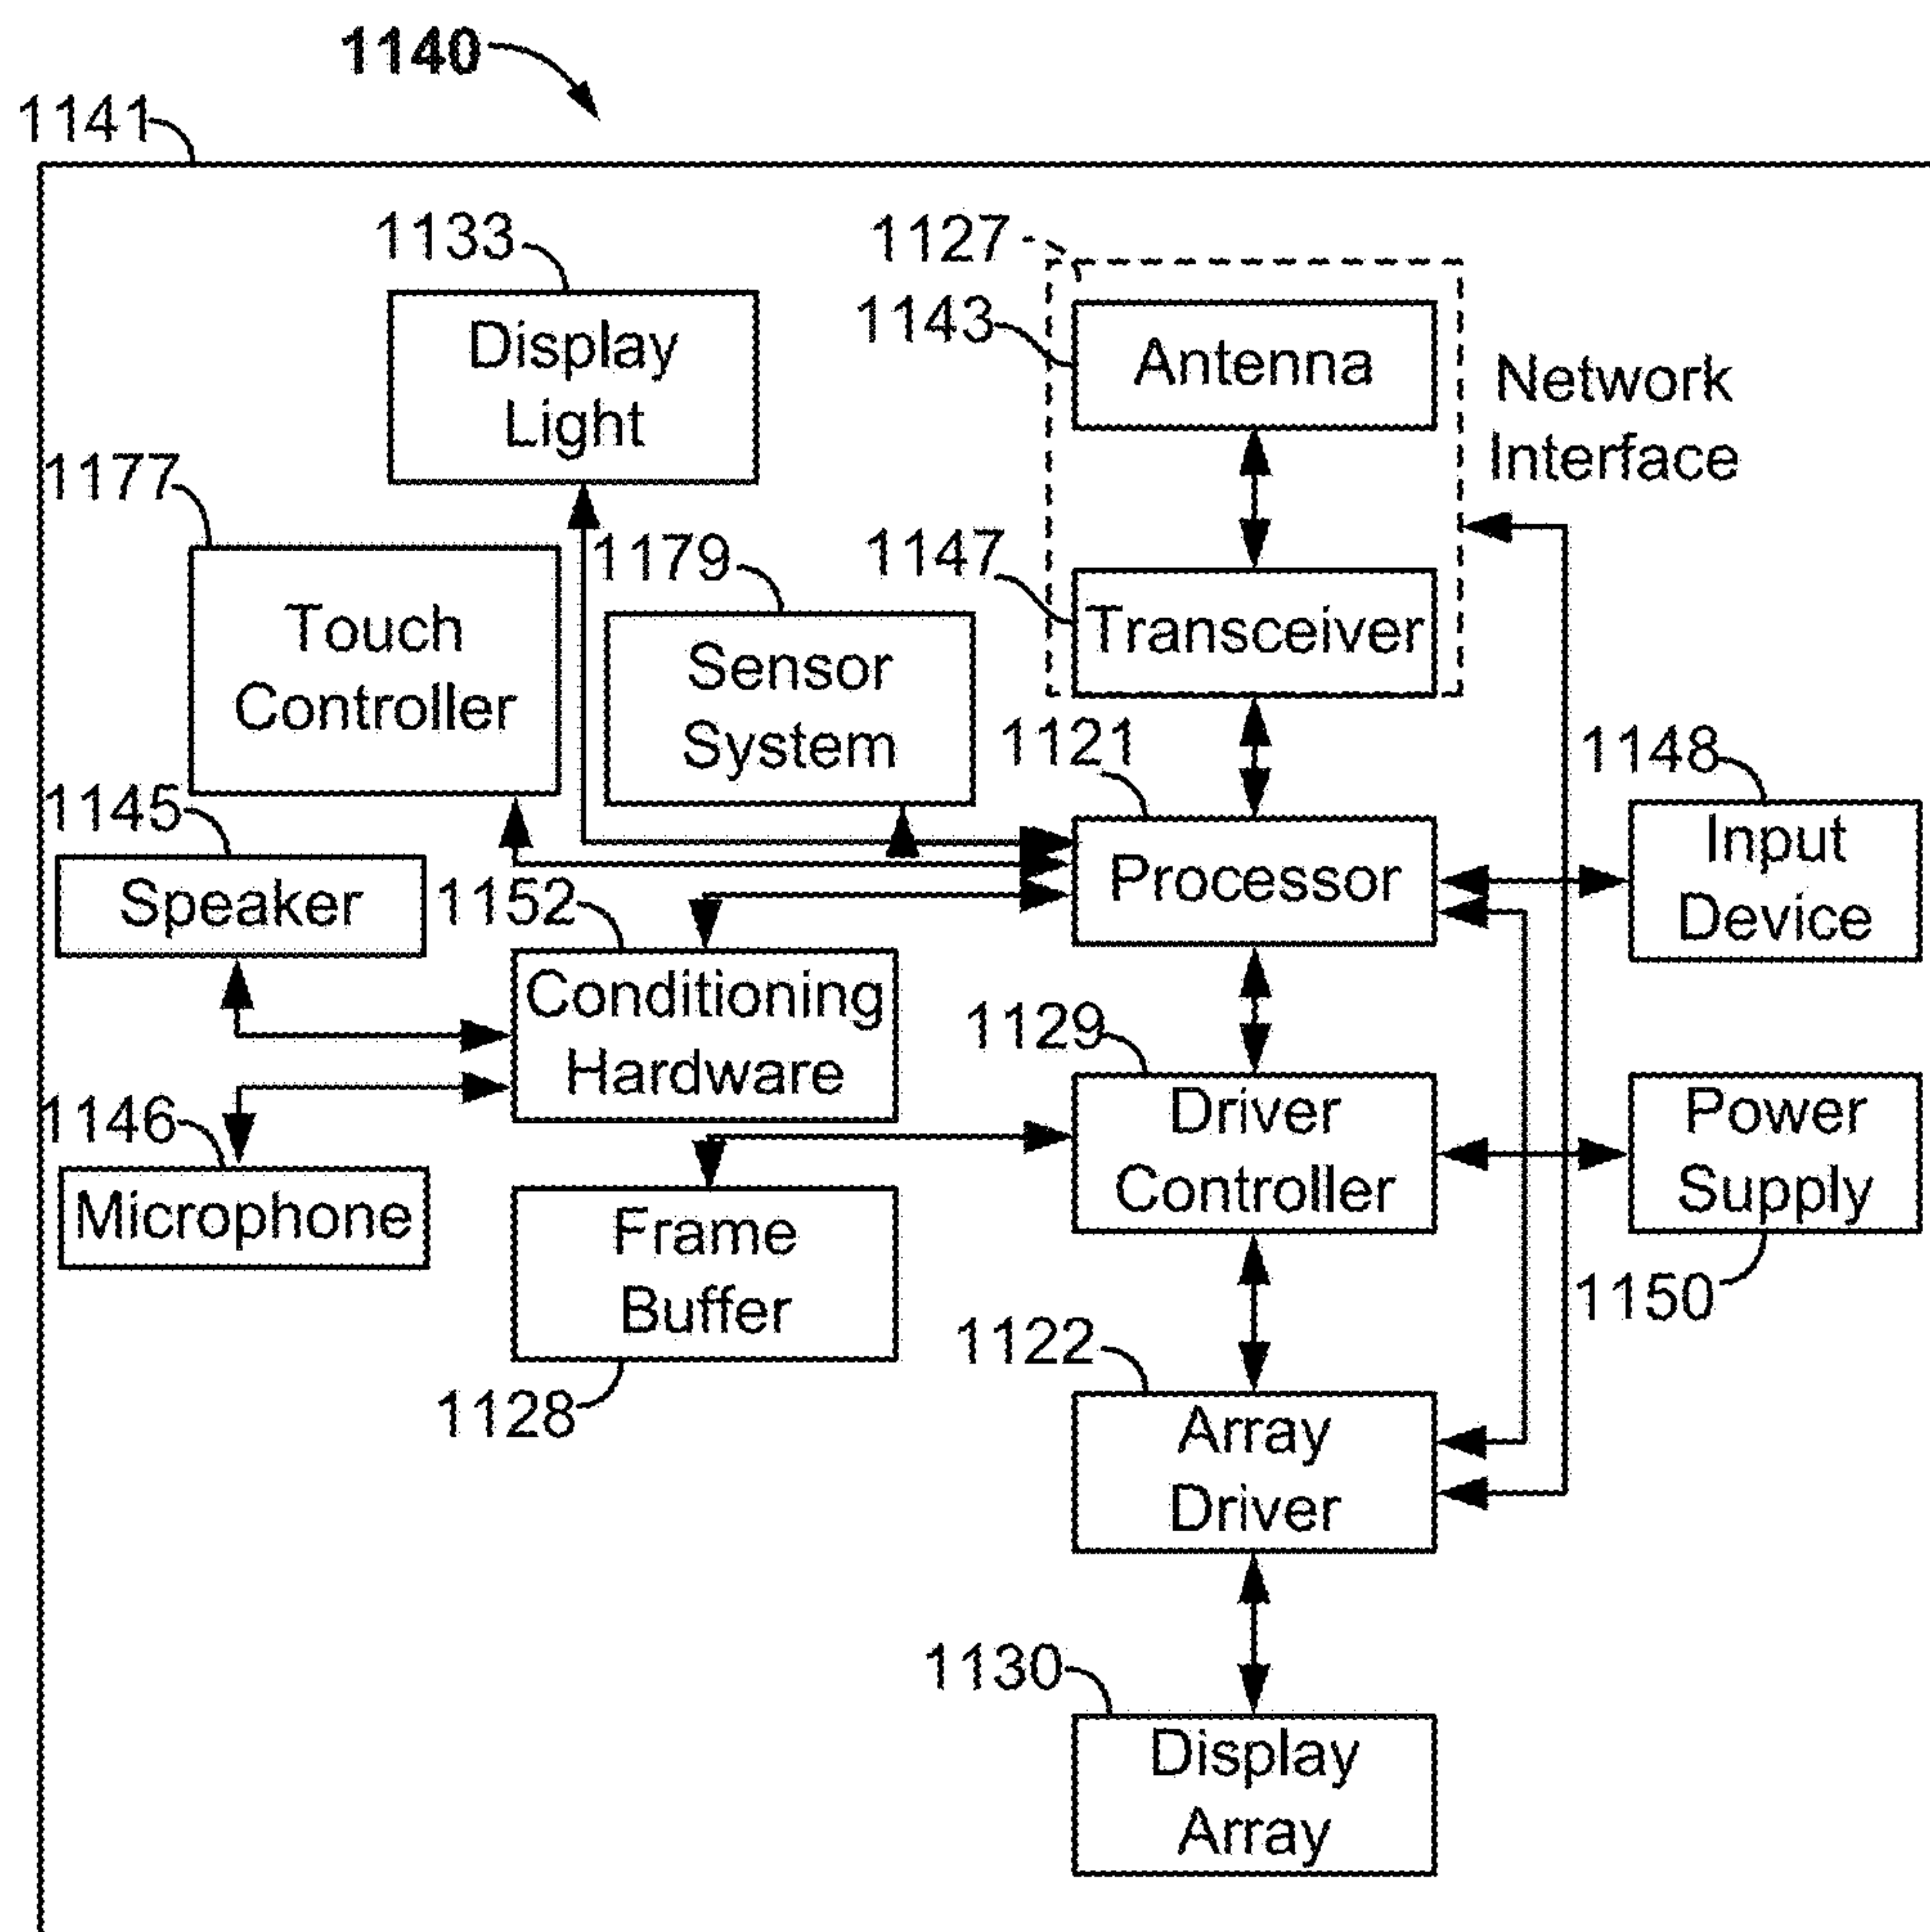 1140
1141
1133
1127
Display
Light
1143
Antenna
Network
Interface
1177
1179
1147
Touch
Controller
Sensor
System
Transceiver
1121
1148
1145
Speaker
1152
Processor
Input
Device
Conditioning
Hardware
1129
1146
Microphone
Driver
Controller
Power
Supply
Frame
Buffer
1150
1128
1122
Array
Driver
1130
Display
Array